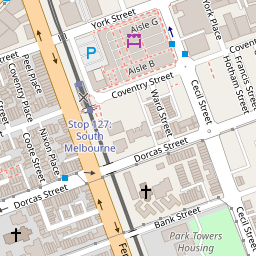 York Street
Aisle G
York Place
P
Aisle B
Coventry Street
Coventry Street
Coventry Place
Ward Street
Cecil Street
Francis Street
Hotham Street
Stop 127:
South
Melbourne
Nixon Place
Coote Street
Dorcas Street
Dorcas Street
Bank Street
Cecil Street
Park Towers
Housing